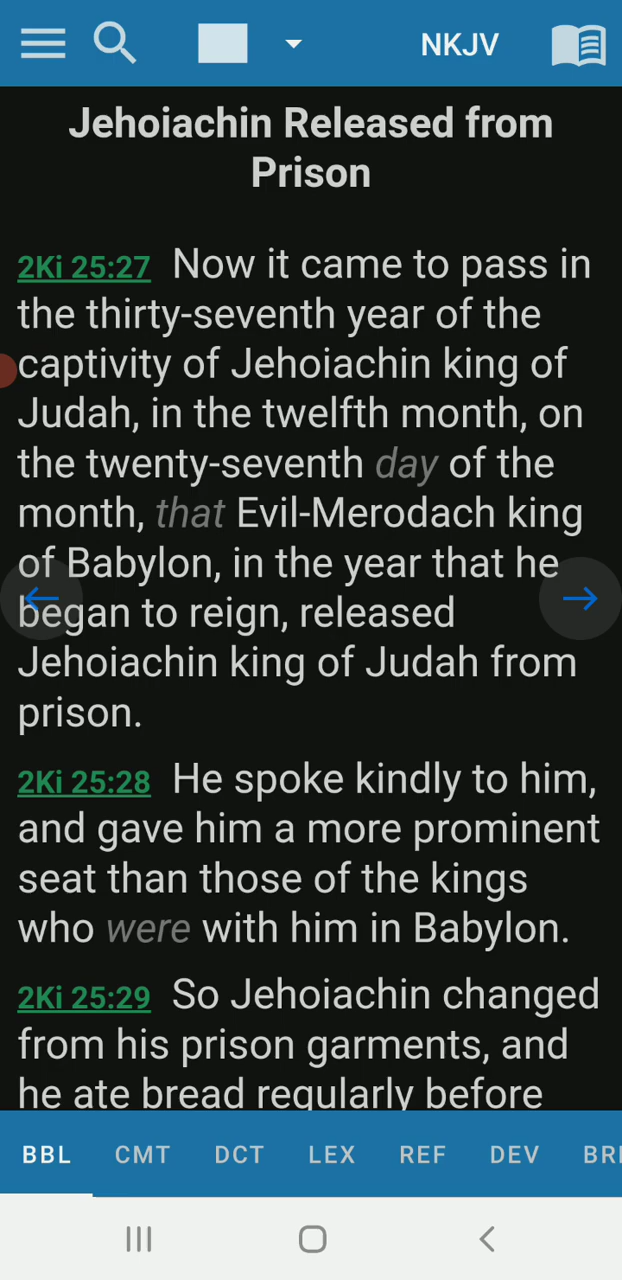 NKJV
Jehoiachin Released from
Prison
2Ki 25:27 Now it came to pass in
the thirty-seventh year of the
captivity of Jehoiachin king of
Judah, in the twelfth month, on
the twenty-seventh day of the
month, that Evil-Merodach king
of Babylon, in the year that he
began to reign, released
Jehoiachin king of Judah from
prison.
2Ki 25:28 He spoke kindly to him,
and gave him a more prominent
seat than those of the kings
who were with him in Babylon.
2Ki 25:29 So Jehoiachin changed
from his prison garments, and
he ate bread regularly before
BBL CMT DCT LEX REF DEV BRI